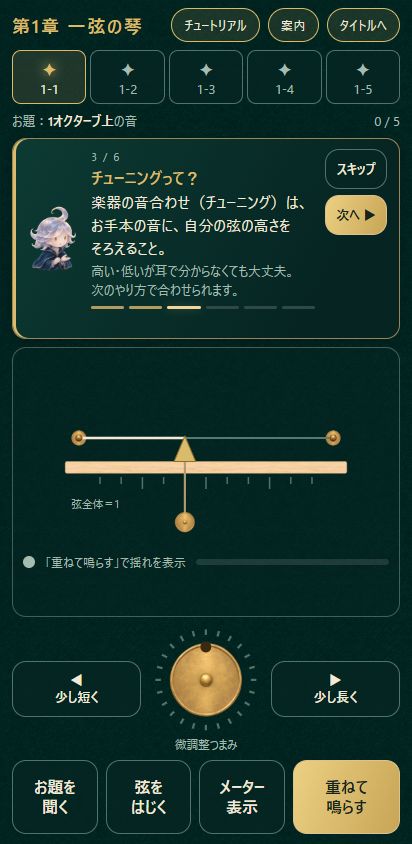 第1章 一弦の琴
チュートリアル
案内
タイトルへ
1-1
1-2
1-3
1-4
1-5
お題：1オクターブ上の音
0 / 5
3 / 6
チューニングって？
楽器の音合わせ（チューニング）は、
お手本の音に、自分の弦の高さを
そろえること。
高い・低いが耳で分からなくても大丈夫。
次のやり方で合わせられます。
スキップ
次へ ▶
弦全体＝1
「重ねて鳴らす」で揺れを表示
◀
少し短く
▶
少し長く
微調整つまみ
お題を
聞く
弦を
はじく
メーター
表示
重ねて
鳴らす